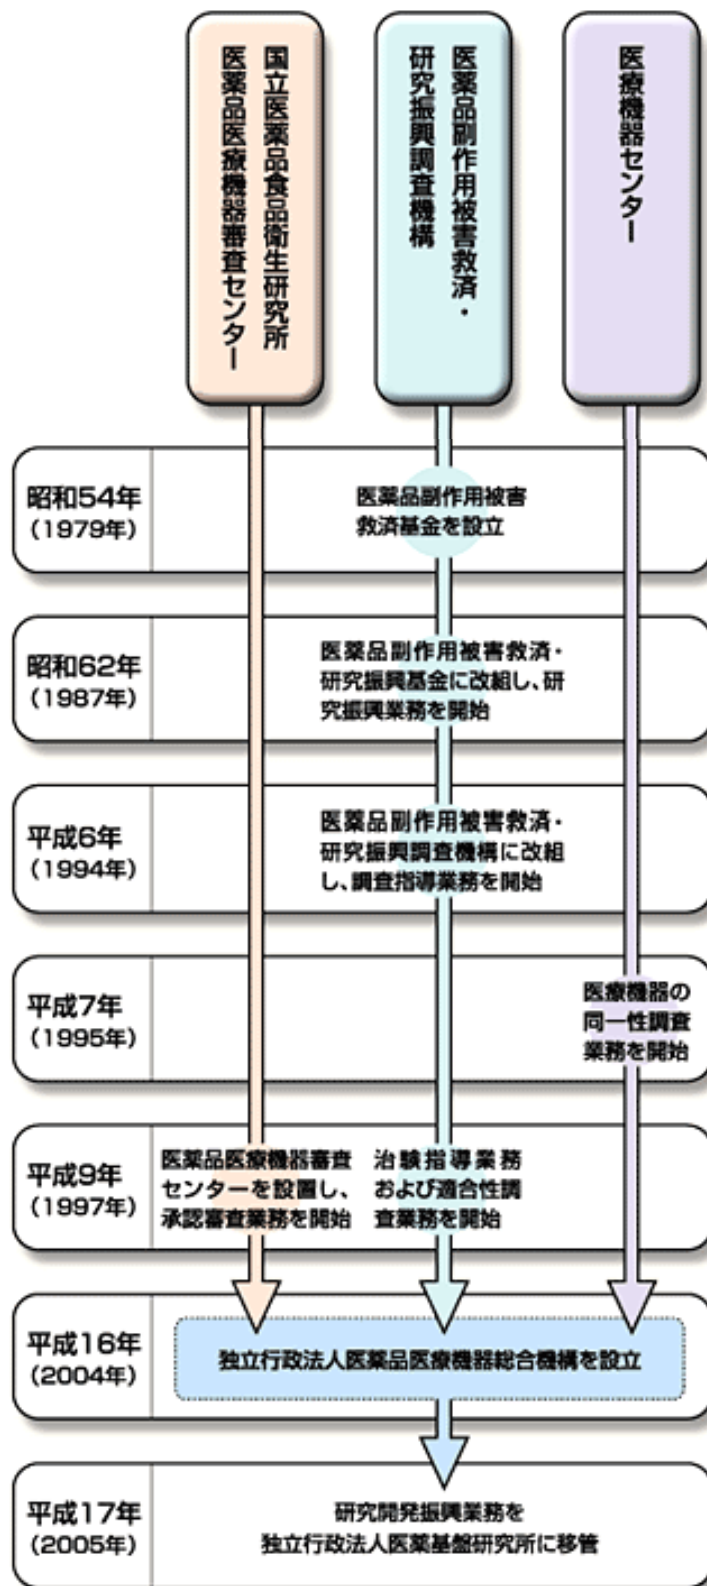 国立医薬品食品衛生研究所
医薬品医療機器審査センター
医薬品副作用被害救済・
研究振興調査機構
医療機器センター
昭和54年
(1979年)
医薬品副作用被害
救済基金を設立
昭和62年
(1987年)
医薬品副作用被害救済・
研究振興基金に改組し、研
究振興業務を開始
平成6年
(1994年)
医薬品副作用被害救済・
研究振興調査機構に改組
し、調査指導業務を開始
平成7年
(1995年)
医療機器の
同一性調査
業務を開始
平成9年
(1997年)
医薬品医療機器審査
センターを設置し、
承認審査業務を開始
治験指導業務
および適合性調
査業務を開始
平成16年
(2004年)
独立行政法人医薬品医療機器総合機構を設立
平成17年
(2005年)
研究開発振興業務を
独立行政法人医薬基盤研究所に移管